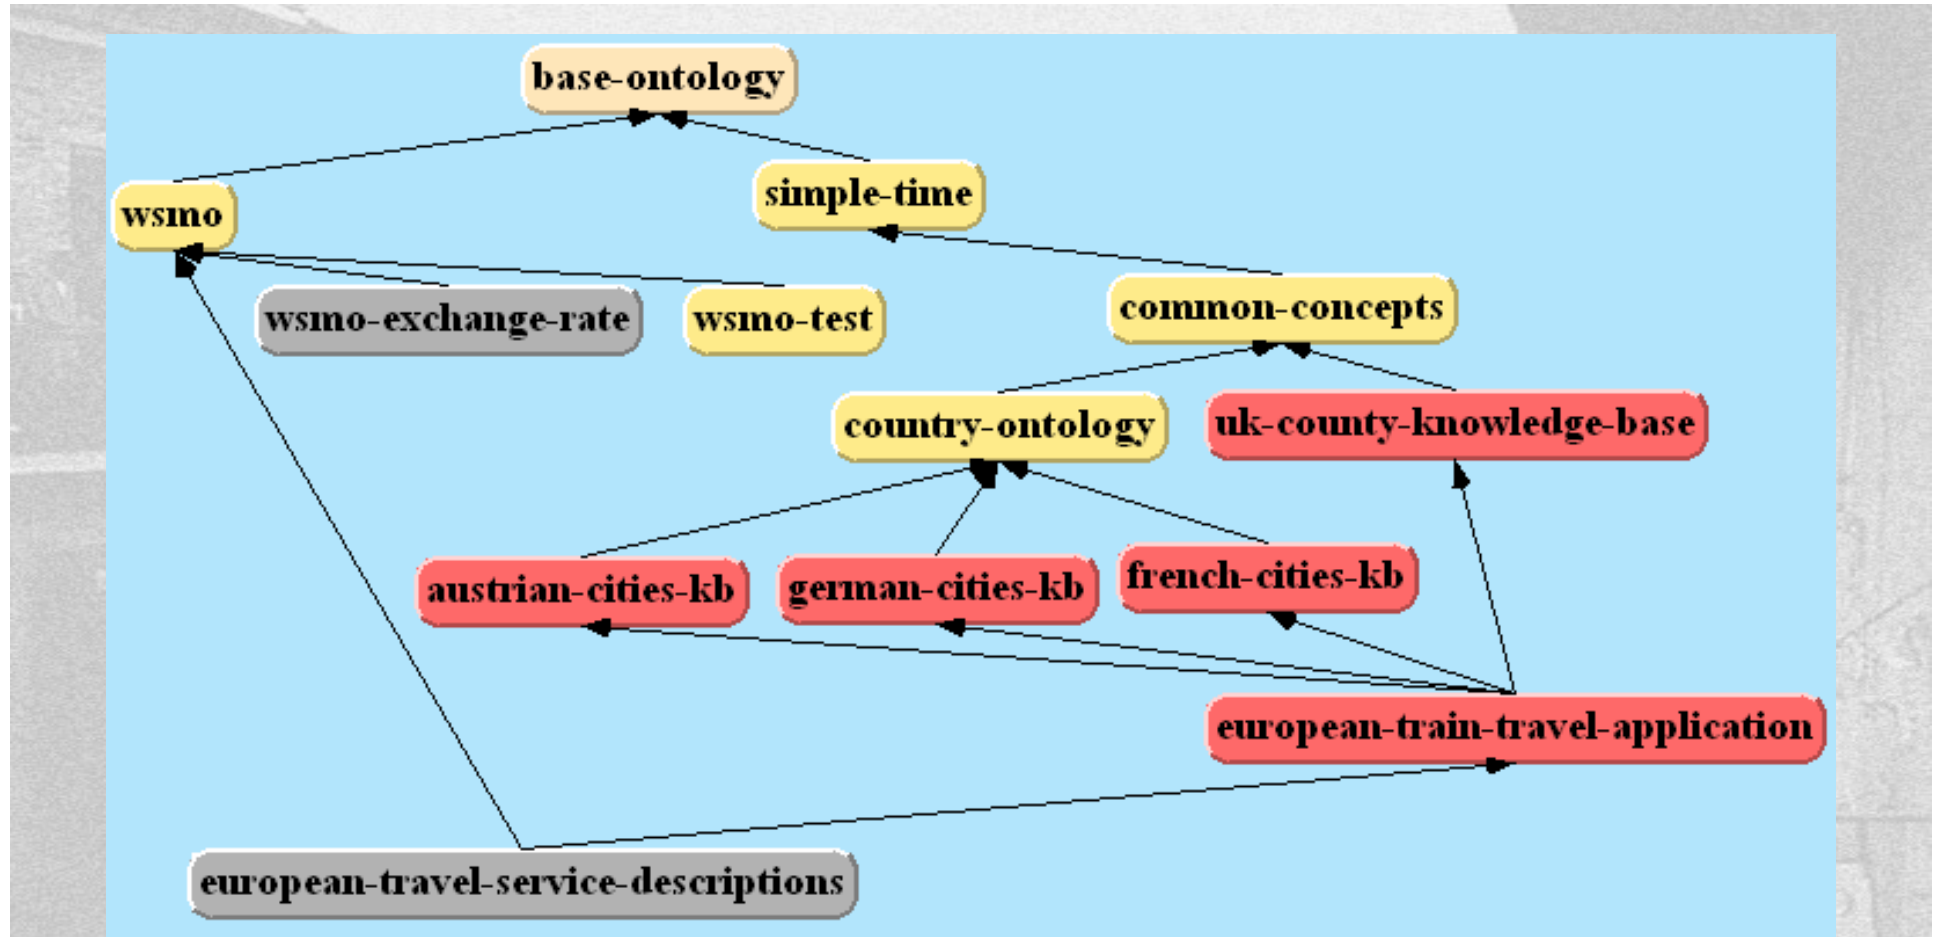 base-ontology
simple-time
wsmo
common-concepts
wsmo-exchange-rate
wsmo-test
country-ontology
uk-county-knowledge-base
austrian-cities-kb
german-cities-kb
french-cities-kb
european-train-travel-application
european-travel-service-descriptions